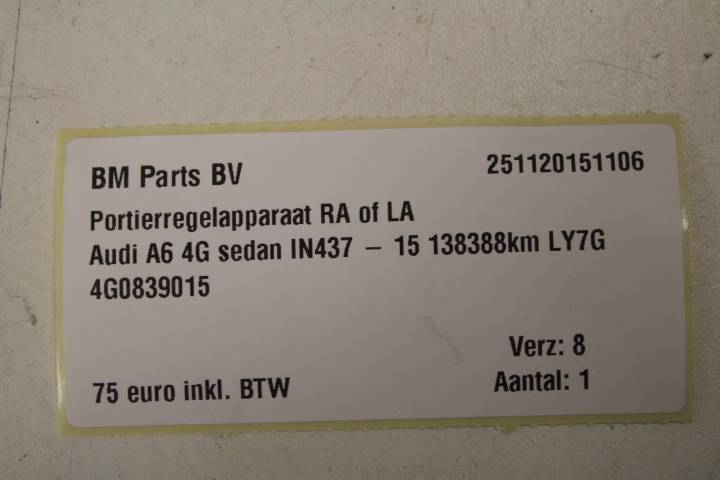 BM Parts BV 251120151106
Portierregelapparaat RA of LA
Audi A6 4G sedan IN437 – 15 138388km LY7G
4G0839015
Verz: 8
75 euro inkl. BTW Aantal: 1